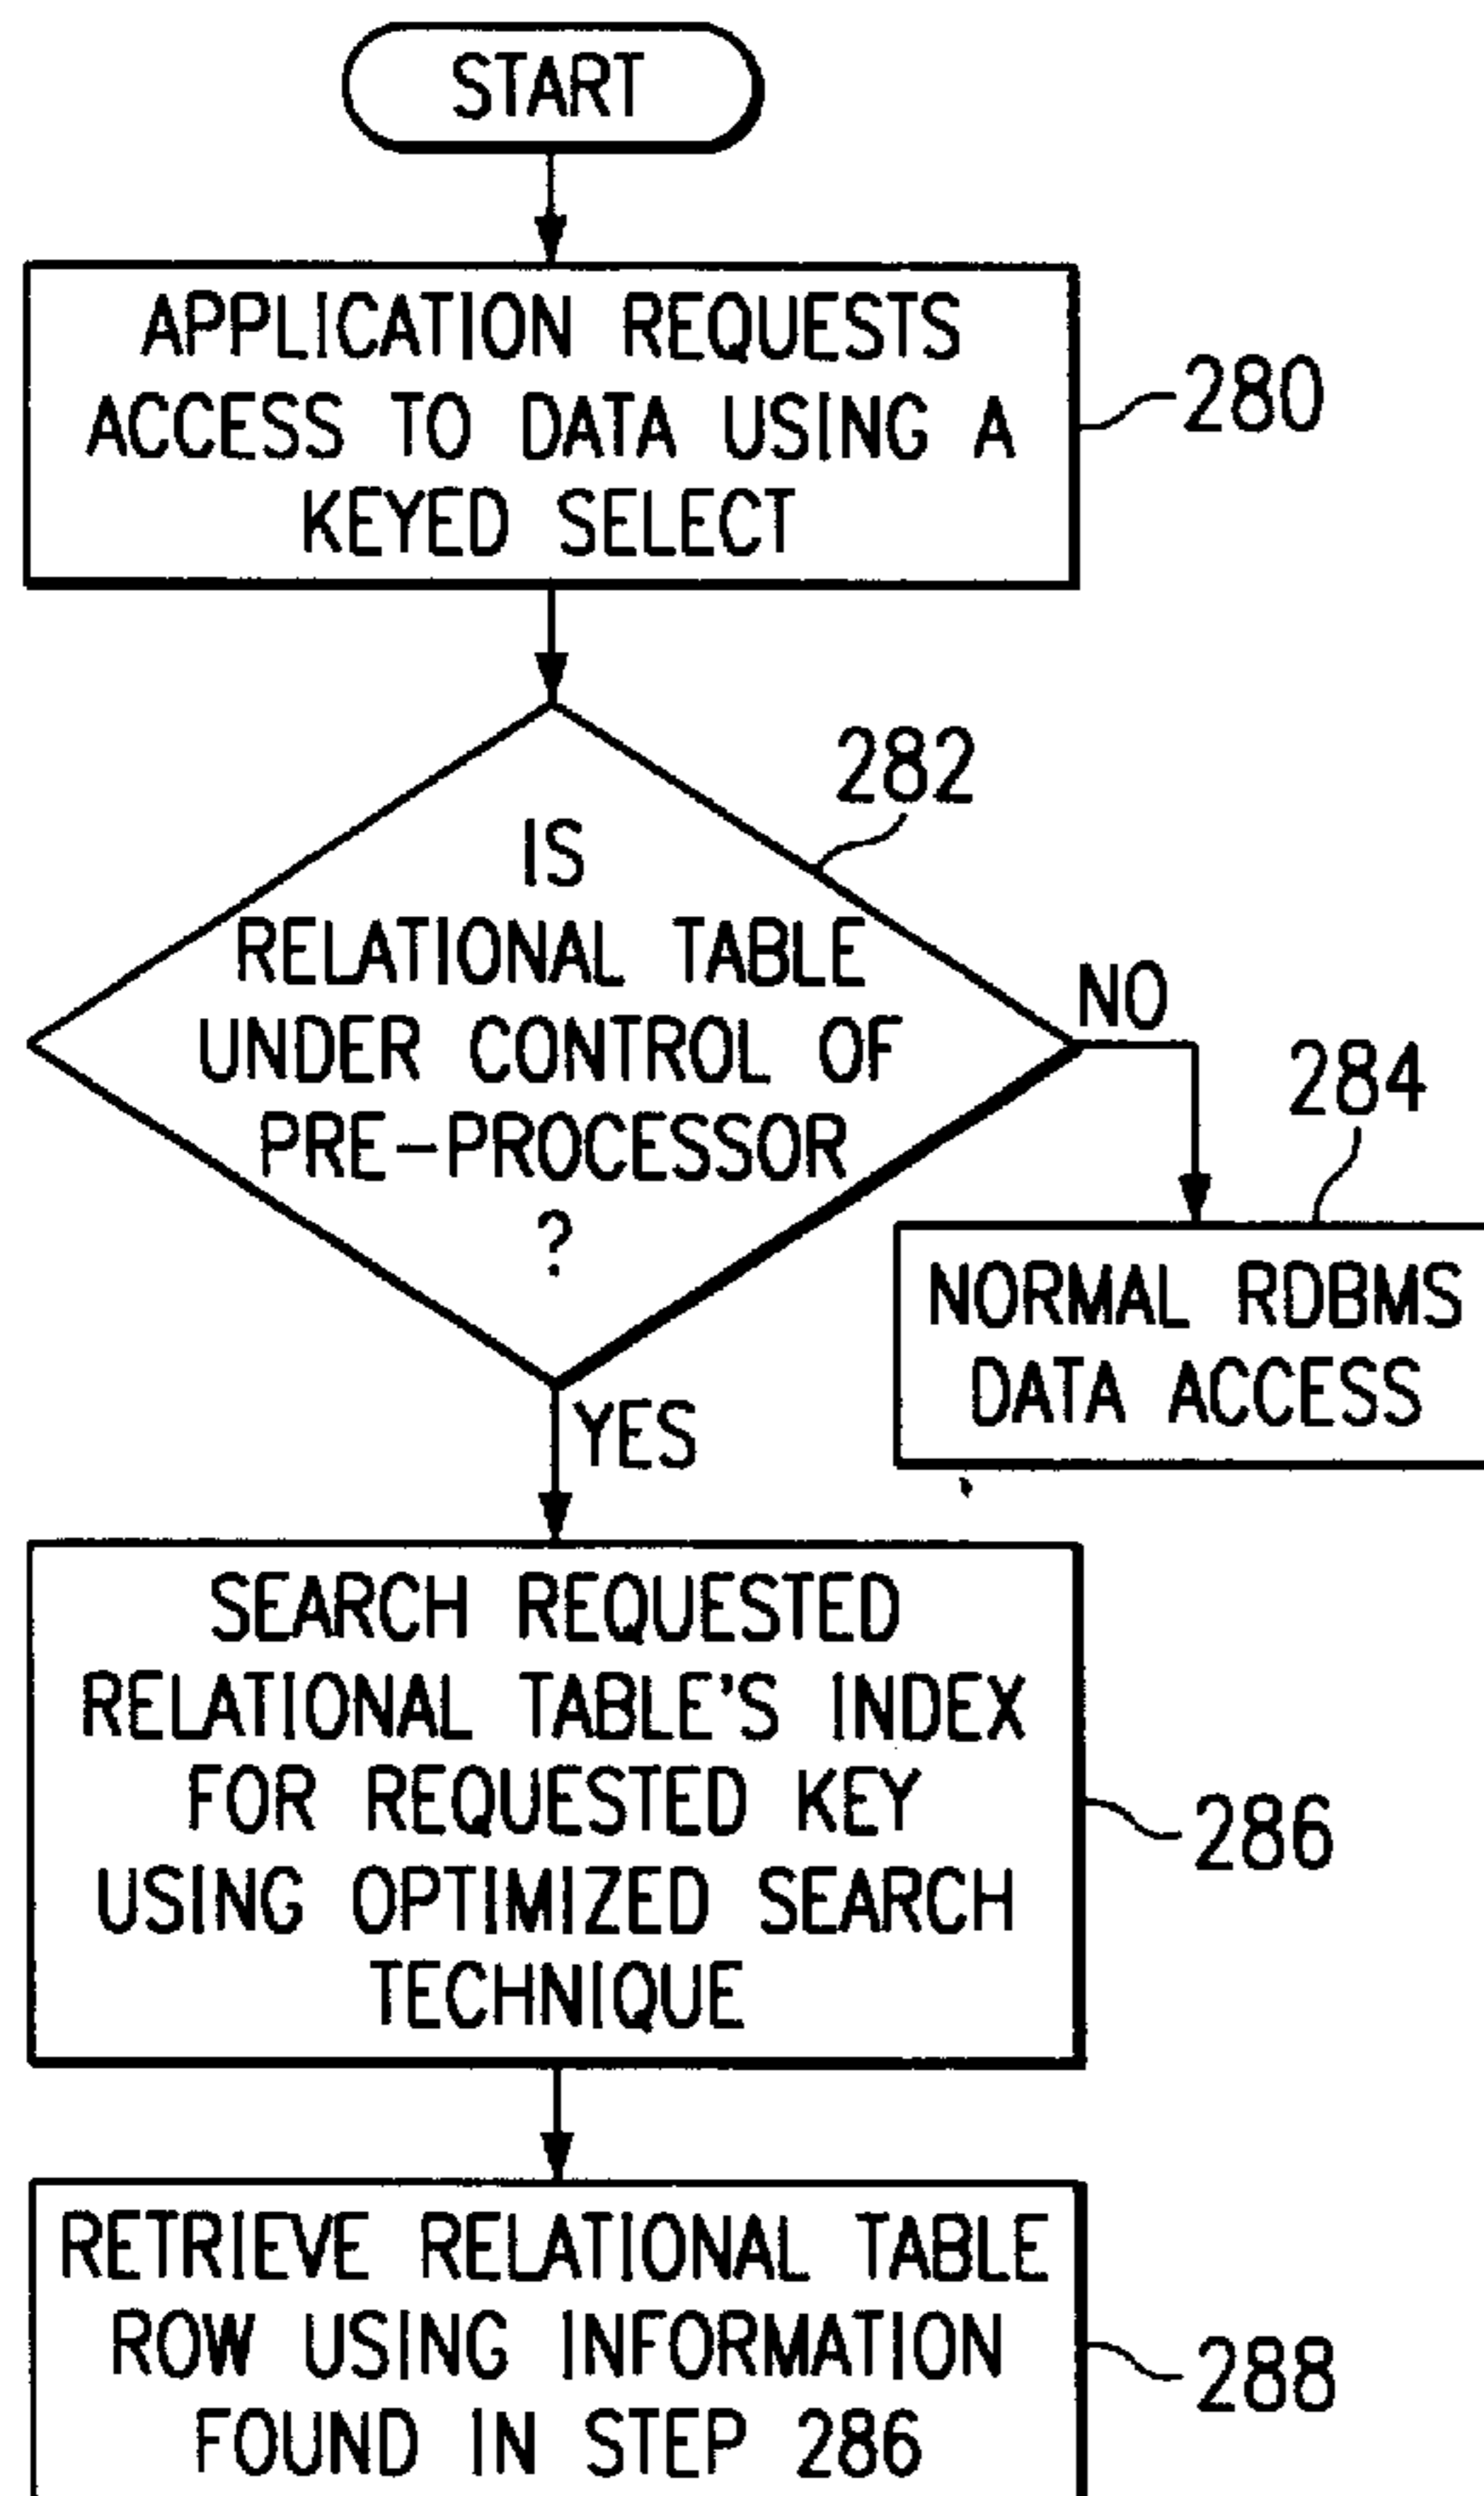 START
APPLICATION REQUESTS
ACCESS TO DATA USING A
KEYED SELECT
280
282
IS
RELATIONAL TABLE
UNDER CONTROL OF
PRE-PROCESSOR
?
NO
284
NORMAL RDBMS
DATA ACCESS
YES
SEARCH REQUESTED
RELATIONAL TABLE'S INDEX
FOR REQUESTED KEY
USING OPTIMIZED SEARCH
TECHNIQUE
286
RETRIEVE RELATIONAL TABLE
ROW USING INFORMATION
FOUND IN STEP 286
288